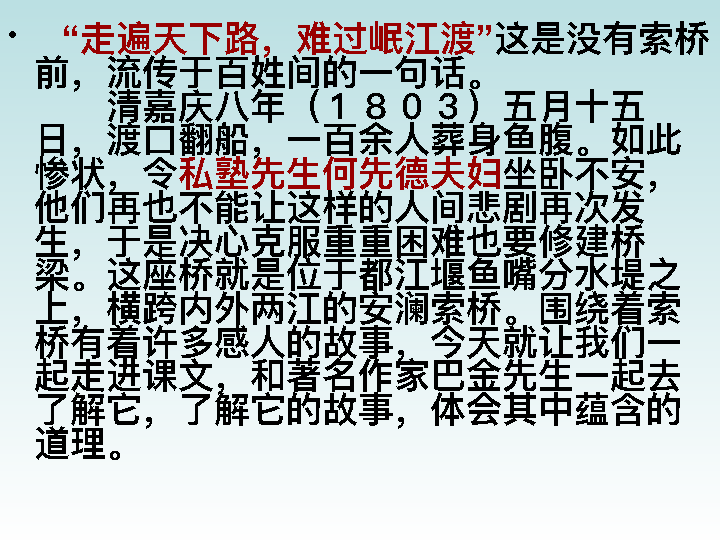 • “走遍天下路，难过岷江渡”这是没有索桥
前，流传于百姓间的一句话。
清嘉庆八年（１８０３）五月十五
日，渡口翻船，一百余人葬身鱼腹。如此
惨状，令私塾先生何先德夫妇坐卧不安，
他们再也不能让这样的人间悲剧再次发
生，于是决心克服重重困难也要修建桥
梁。这座桥就是位于都江堰鱼嘴分水堤之
上，横跨内外两江的安澜索桥。围绕着索
桥有着许多感人的故事，今天就让我们一
起走进课文，和著名作家巴金先生一起去
了解它，了解它的故事，体会其中蕴含的
道理。